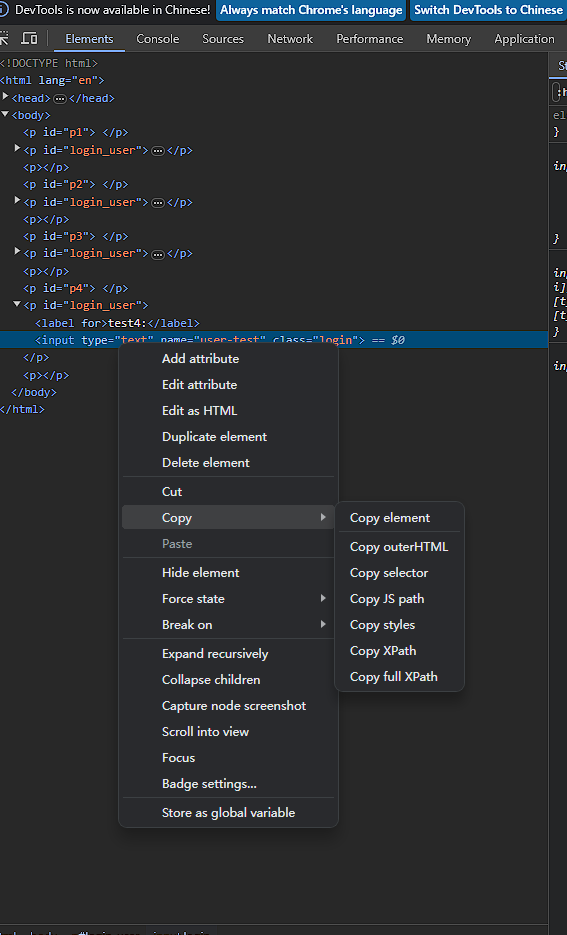 DevTools is now available in Chinese! Always match Chrome's language Switch DevTools to Chinese
Elements Console Sources Network Performance Memory Application
<!DOCTYPE html>
<html lang="en">
<head> … </head>
<body>
<p id="p1"> </p>
<p id="login_user"> … </p>
<p></p>
<p id="p2"> </p>
<p id="login_user"> … </p>
<p></p>
<p id="p3"> </p>
<p id="login_user"> … </p>
<p></p>
<p id="p4"> </p>
<p id="login_user">
<label for>test4:</label>
<input type="text" name="user-test" class="login"> == $0
</p>
<p></p>
</body>
</html>
Add attribute
Edit attribute
Edit as HTML
Duplicate element
Delete element
Cut
Copy
Paste
Hide element
Force state
Break on
Expand recursively
Collapse children
Capture node screenshot
Scroll into view
Focus
Badge settings...
Store as global variable
Copy element
Copy outerHTML
Copy selector
Copy JS path
Copy styles
Copy XPath
Copy full XPath
St
:h
el
}
in
}
in
i]
[t
[t
}
in